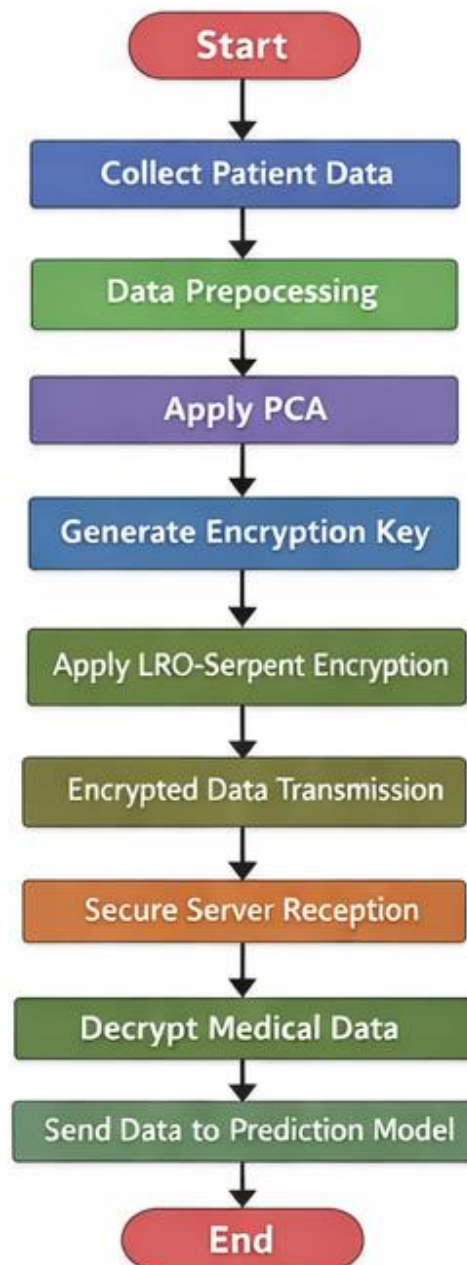 Start
Collect Patient Data
Data Prepocessing
Apply PCA
Generate Encryption Key
Apply LRO-Serpent Encryption
Encrypted Data Transmission
Secure Server Reception
Decrypt Medical Data
Send Data to Prediction Model
End